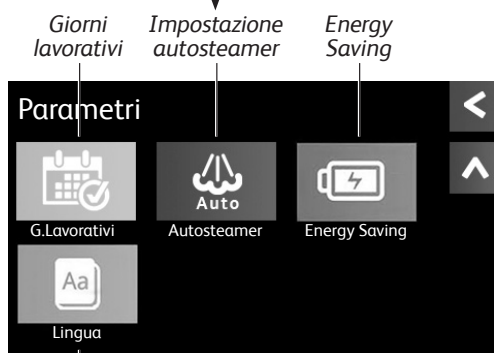 Giorni
lavorativi
Impostazione
autosteamer
Energy
Saving
Parametri
Auto
G.Lavorativi
Autosteamer
Energy Saving
Aa
Lingua